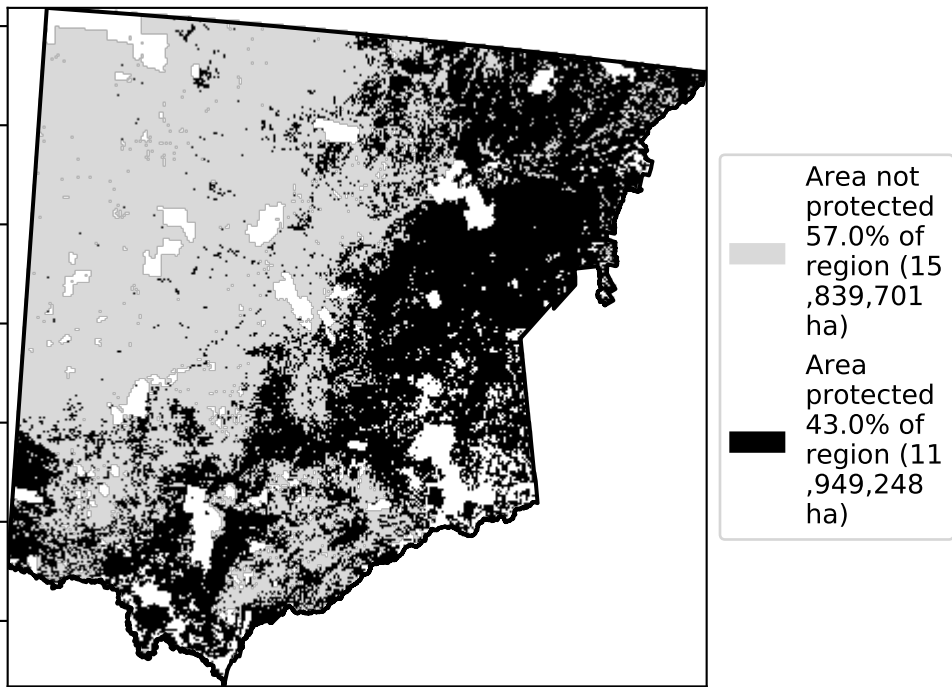 Area not
protected
57.0% of
region (15
,839,701
ha)
Area
protected
43.0% of
region (11
,949,248
ha)